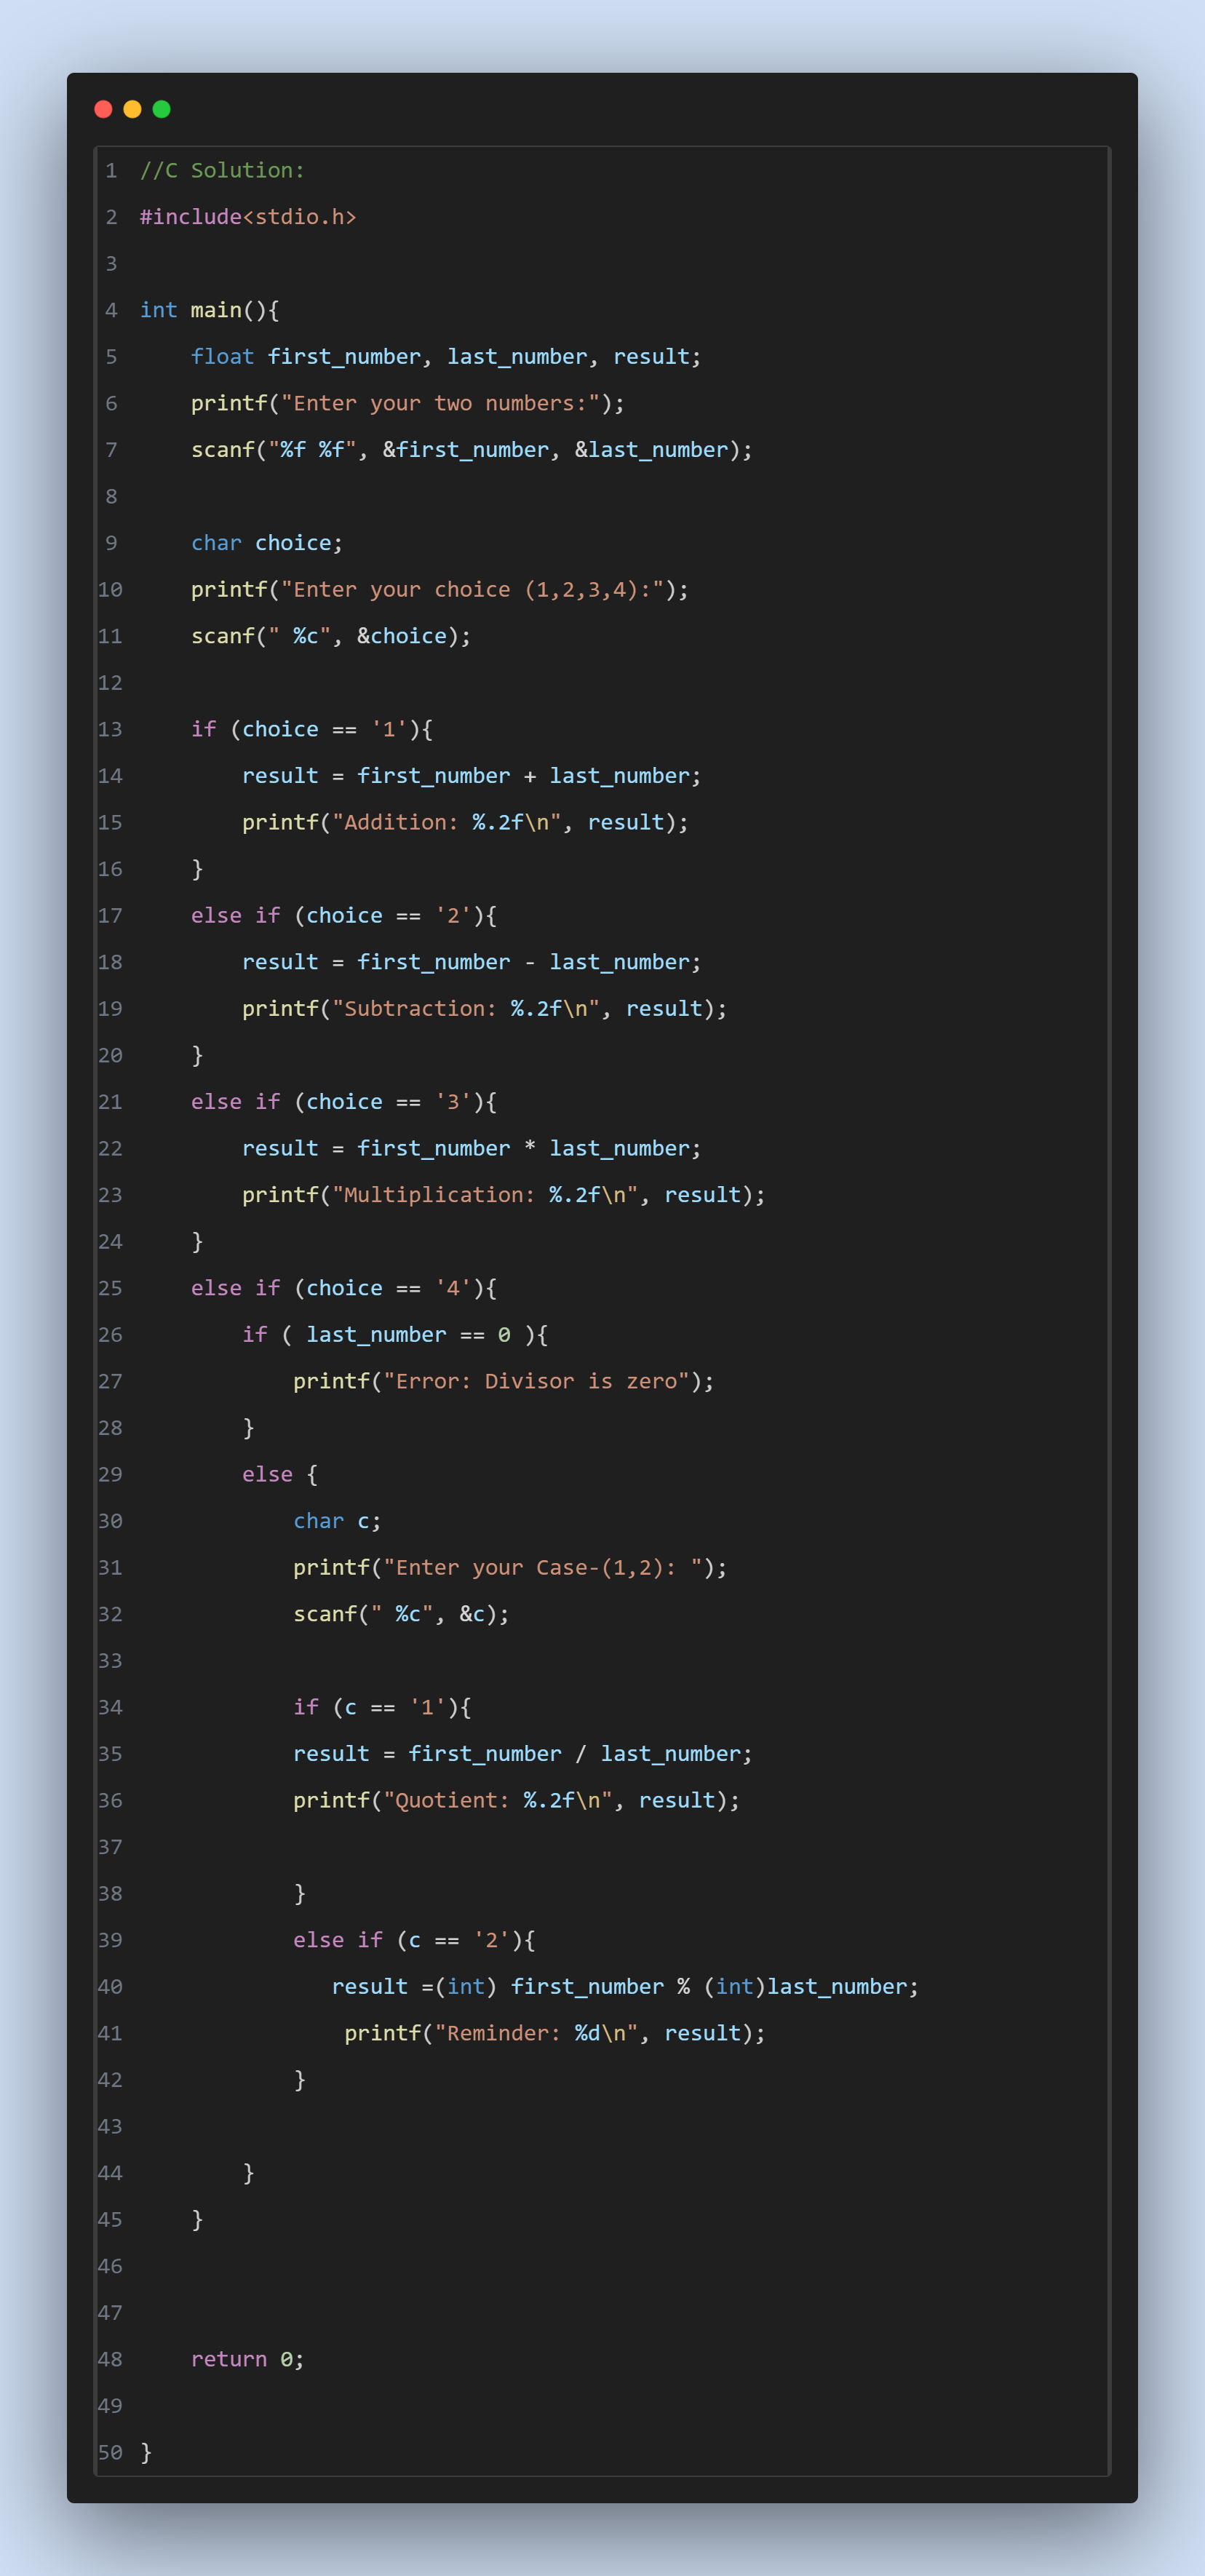 1 //C Solution:
2 #include<stdio.h>
3
4 int main(){
5     float first_number, last_number, result;
6     printf("Enter your two numbers:");
7     scanf("%f %f", &first_number, &last_number);
8
9     char choice;
10     printf("Enter your choice (1,2,3,4):");
11     scanf(" %c", &choice);
12
13     if (choice == '1'){
14         result = first_number + last_number;
15         printf("Addition: %.2f\n", result);
16     }
17     else if (choice == '2'){
18         result = first_number - last_number;
19         printf("Subtraction: %.2f\n", result);
20     }
21     else if (choice == '3'){
22         result = first_number * last_number;
23         printf("Multiplication: %.2f\n", result);
24     }
25     else if (choice == '4'){
26         if ( last_number == 0 ){
27             printf("Error: Divisor is zero");
28         }
29         else {
30             char c;
31             printf("Enter your Case-(1,2): ");
32             scanf(" %c", &c);
33
34             if (c == '1'){
35             result = first_number / last_number;
36             printf("Quotient: %.2f\n", result);
37
38             }
39             else if (c == '2'){
40                result =(int) first_number % (int)last_number;
41                 printf("Reminder: %d\n", result);
42             }
43
44         }
45     }
46
47
48     return 0;
49
50 }